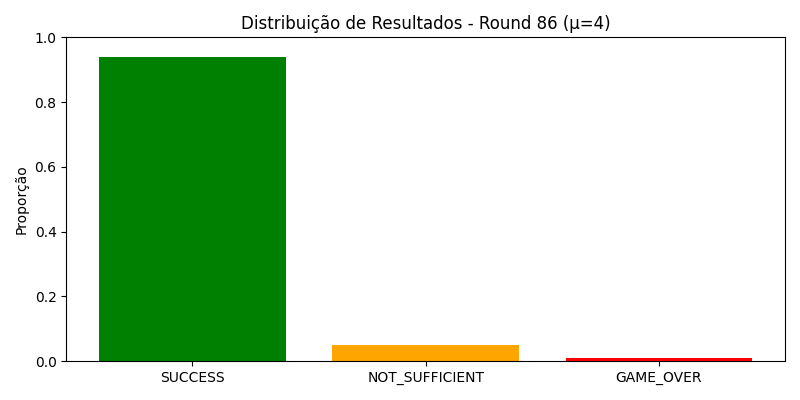 Distribuição de Resultados - Round 86 (μ=4)
Proporção
1.0
0.8
0.6
0.4
0.2
0.0
SUCCESS
NOT_SUFFICIENT
GAME_OVER